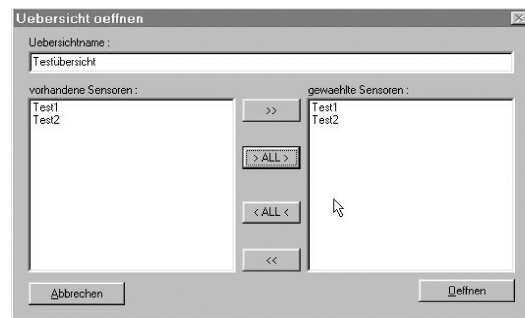 Uebersicht oeffnen
Uebersichtname :
Testübersicht
vorhandene Sensoren :
gewaehlte Sensoren :
Test1
Test2
>>
> ALL >
< ALL <
<<
Test1
Test2
Abbrechen
Oeffnen